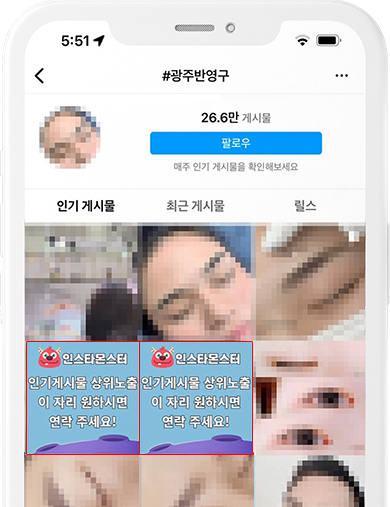 5:51
#광주반영구
26.6만 게시물
팔로우
매주 인기 게시물을 확인해보세요
인기 게시물
최근 게시물
릴스
인스타몬스터
인기게시물 상위노출
이 자리 원하시면
연락 주세요!
인스타몬스터
인기게시물 상위노출
이 자리 원하시면
연락 주세요!